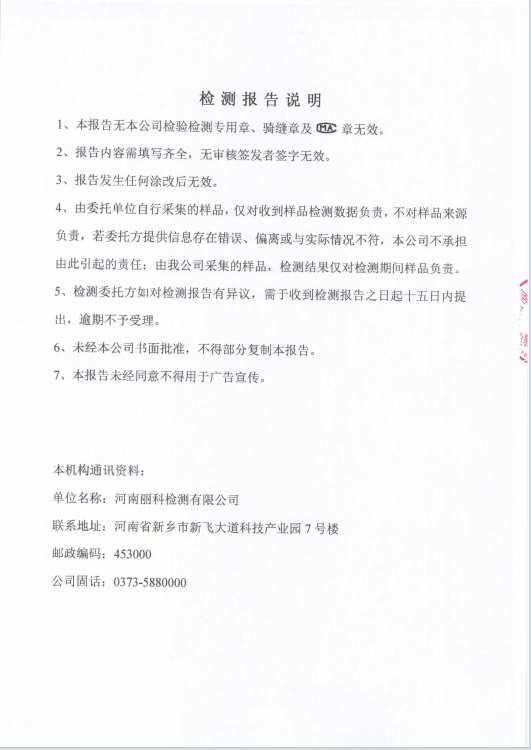 检测报告说明
1、本报告无本公司检验检测专用章、骑缝章及 MA 章无效。
2、报告内容需填写齐全，无审核签发者签字无效。
3、报告发生任何涂改后无效。
4、由委托单位自行采集的样品，仅对收到样品检测数据负责，不对样品来源
负责，若委托方提供信息存在错误、偏离或与实际情况不符，本公司不承担
由此引起的责任；由我公司采集的样品，检测结果仅对检测期间样品负责。
5、检测委托方如对检测报告有异议，需于收到检测报告之日起十五日内提
出，逾期不予受理。
6、未经本公司书面批准，不得部分复制本报告。
7、本报告未经同意不得用于广告宣传。
本机构通讯资料：
单位名称：河南丽科检测有限公司
联系地址：河南省新乡市新飞大道科技产业园 7 号楼
邮政编码：453000
公司固话：0373-5880000